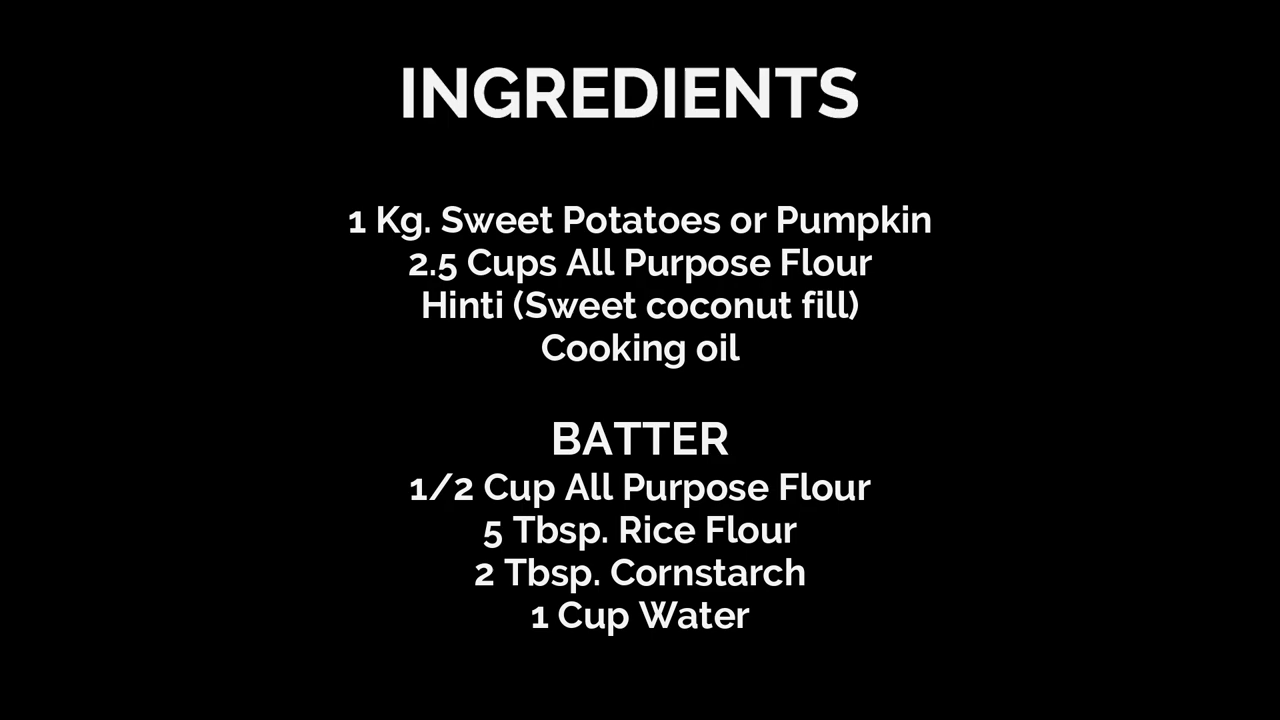 INGREDIENTS
1 Kg. Sweet Potatoes or Pumpkin
2.5 Cups All Purpose Flour
Hinti (Sweet coconut fill)
Cooking oil
BATTER
1/2 Cup All Purpose Flour
5 Tbsp. Rice Flour
2 Tbsp. Cornstarch
1 Cup Water